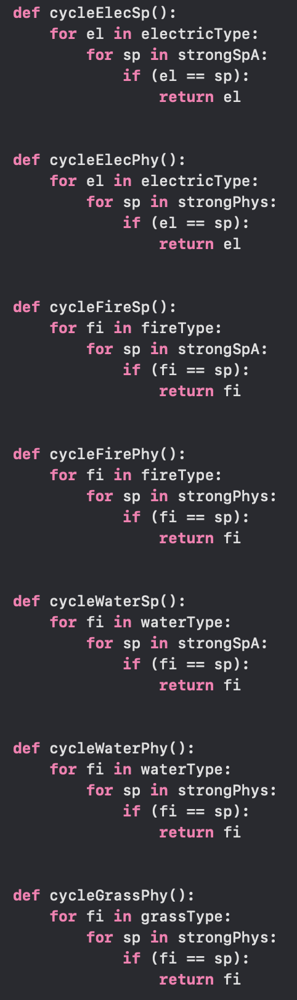 def cycleElecSp():
    for el in electricType:
        for sp in strongSpA:
            if (el == sp):
                return el
def cycleElecPhy():
    for el in electricType:
        for sp in strongPhys:
            if (el == sp):
                return el
def cycleFireSp():
    for fi in fireType:
        for sp in strongSpA:
            if (fi == sp):
                return fi
def cycleFirePhy():
    for fi in fireType:
        for sp in strongPhys:
            if (fi == sp):
                return fi
def cycleWaterSp():
    for fi in waterType:
        for sp in strongSpA:
            if (fi == sp):
                return fi
def cycleWaterPhy():
    for fi in waterType:
        for sp in strongPhys:
            if (fi == sp):
                return fi
def cycleGrassPhy():
    for fi in grassType:
        for sp in strongPhys:
            if (fi == sp):
                return fi